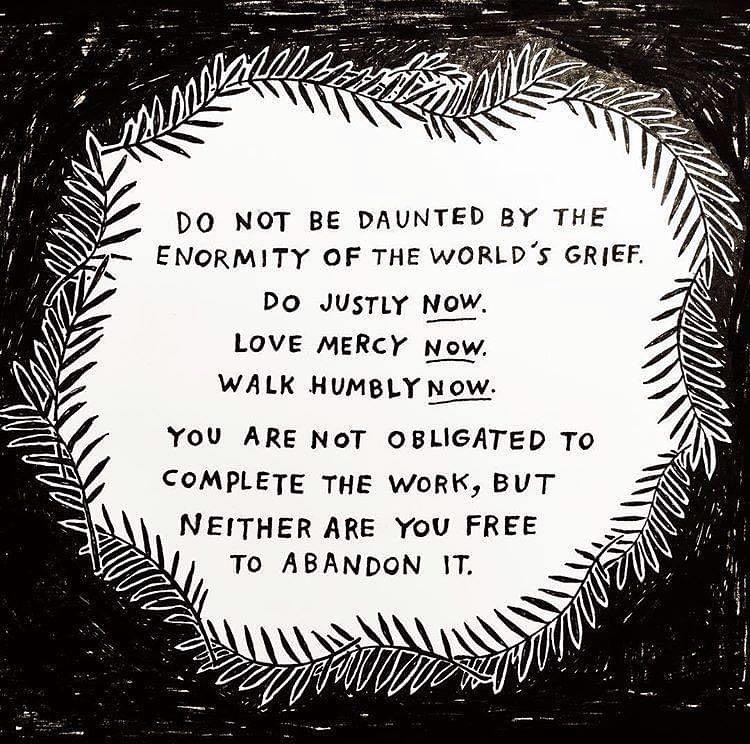 DO NOT BE DAUNTED BY THE
ENORMITY OF THE WORLD'S GRIEF.
DO JUSTLY NOW.
LOVE MERCY NOW.
WALK HUMBLY NOW.
YOU ARE NOT OBLIGATED TO
COMPLETE THE WORK, BUT
NEITHER ARE YOU FREE
TO ABANDON IT.